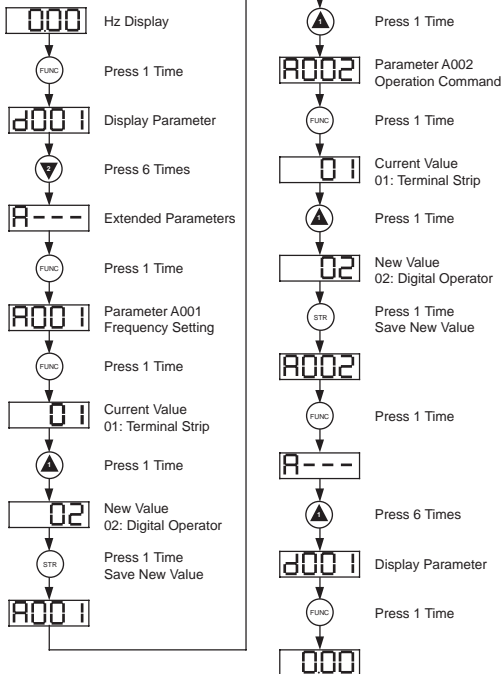 0.00
Hz Display
FUNC
Press 1 Time
d001
Display Parameter
2
Press 6 Times
A---
Extended Parameters
FUNC
Press 1 Time
A001
Parameter A001
Frequency Setting
FUNC
Press 1 Time
01
Current Value
01: Terminal Strip
1
Press 1 Time
02
New Value
02: Digital Operator
STR
Press 1 Time
Save New Value
A001
1
Press 1 Time
A002
Parameter A002
Operation Command
FUNC
Press 1 Time
01
Current Value
01: Terminal Strip
1
Press 1 Time
02
New Value
02: Digital Operator
STR
Press 1 Time
Save New Value
A002
FUNC
Press 1 Time
A---
1
Press 6 Times
d001
Display Parameter
FUNC
Press 1 Time
0.00